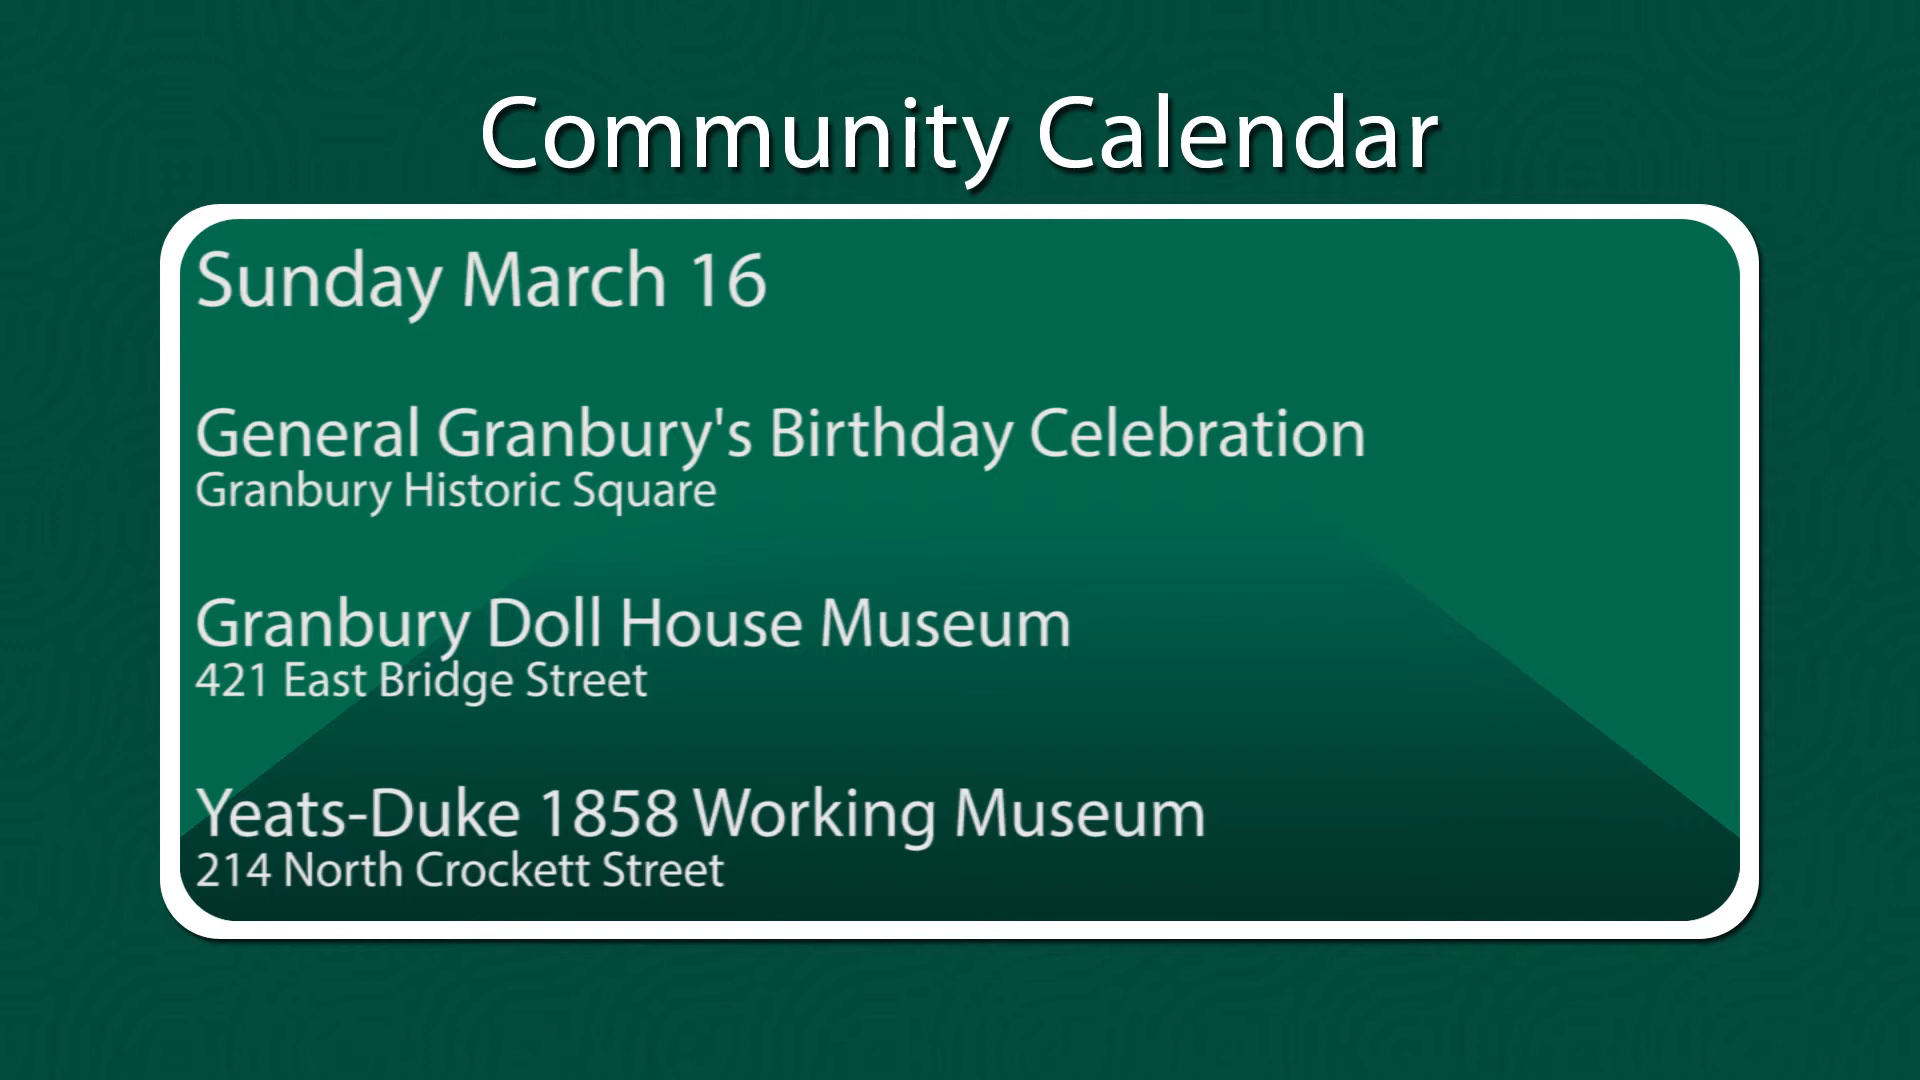 Community Calendar
Sunday March 16
General Granbury's Birthday Celebration
Granbury Historic Square
Granbury Doll House Museum
421 East Bridge Street
Yeats-Duke 1858 Working Museum
214 North Crockett Street